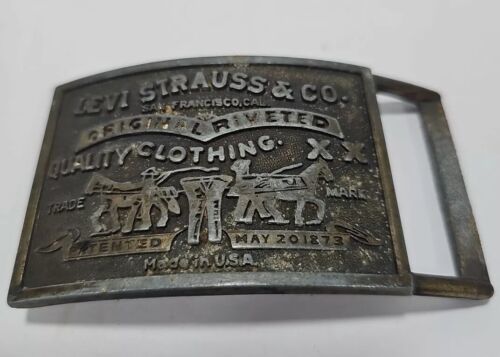 LEVI STRAUSS & CO.
SAN FRANCISCO, CAL.
ORIGINAL RIVETED
QUALITY CLOTHING. XX
TRADE MARK
PATENTED MAY 20 1873
Made in U.S.A.